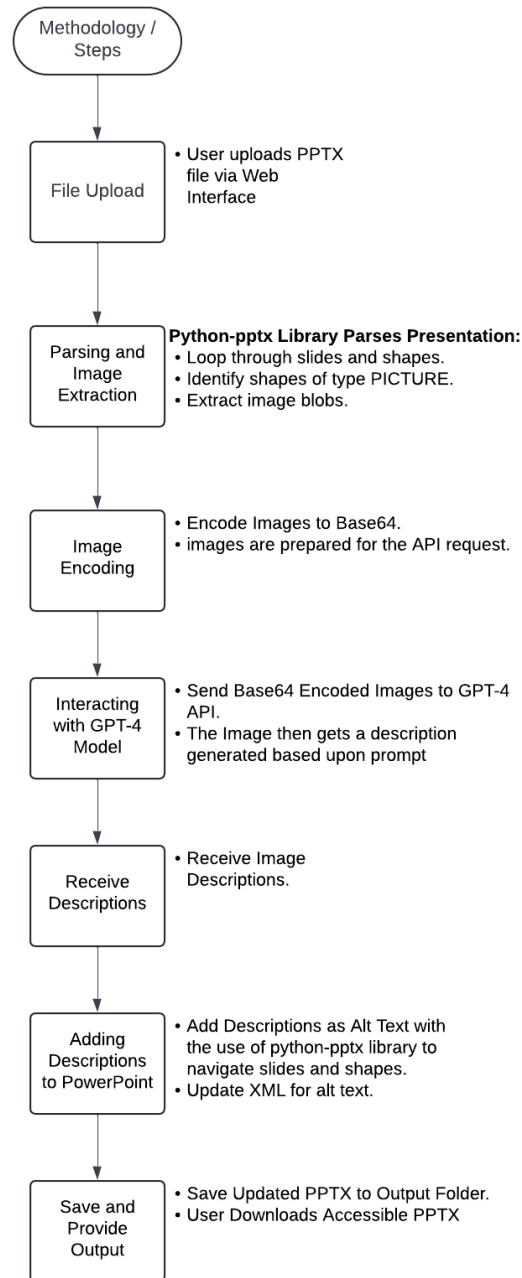 Methodology /
Steps
File Upload
• User uploads PPTX
file via Web
Interface
Parsing and
Image
Extraction
Python-pptx Library Parses Presentation:
• Loop through slides and shapes.
• Identify shapes of type PICTURE.
• Extract image blobs.
Image
Encoding
• Encode Images to Base64.
• images are prepared for the API request.
Interacting
with GPT-4
Model
• Send Base64 Encoded Images to GPT-4
API.
• The Image then gets a description
generated based upon prompt
Receive
Descriptions
• Receive Image
Descriptions.
Adding
Descriptions
to PowerPoint
• Add Descriptions as Alt Text with
the use of python-pptx library to
navigate slides and shapes.
• Update XML for alt text.
Save and
Provide
Output
• Save Updated PPTX to Output Folder.
• User Downloads Accessible PPTX